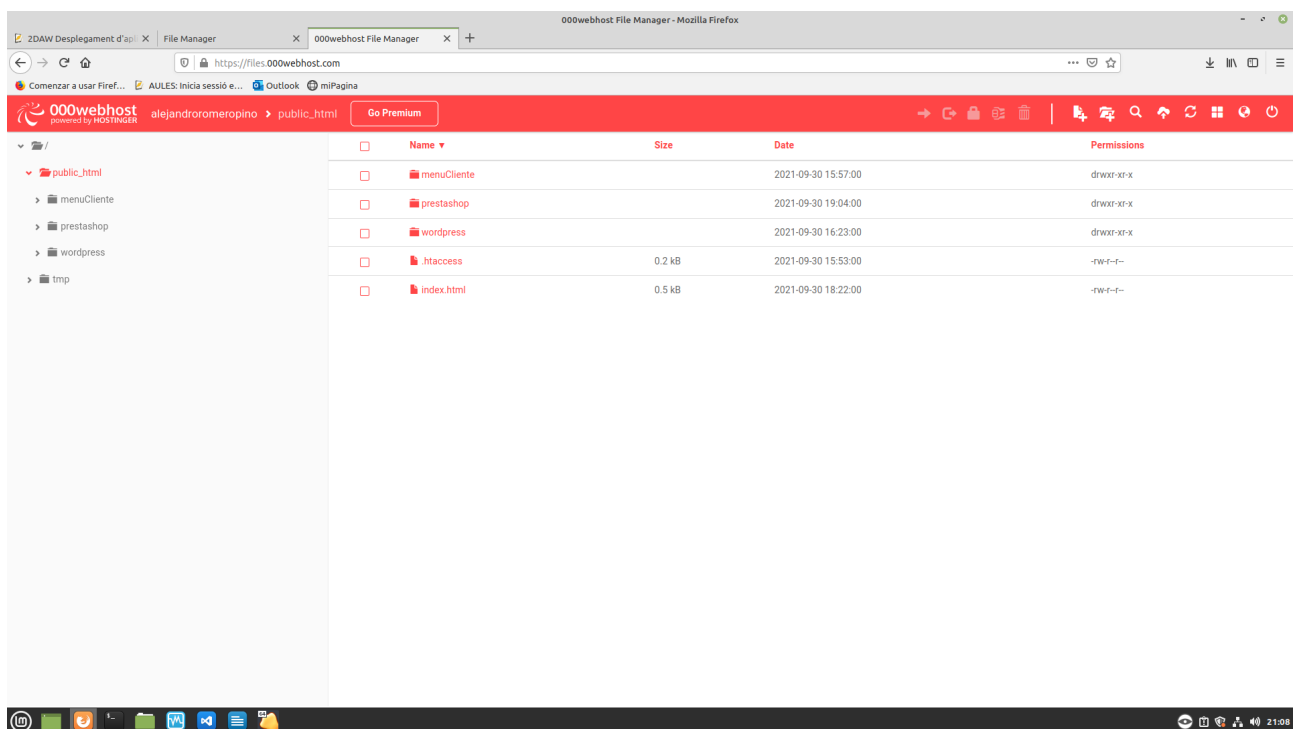 000webhost File Manager - Mozilla Firefox
2DAW Desplegament d'apl
File Manager
000webhost File Manager
https://files.000webhost.com
Comenzar a usar Firef...
AULES: Inicia sessió e...
Outlook
miPagina
000webhost
powered by HOSTINGER
alejandroromeropino > public_html
Go Premium
/
public_html
menuCliente
prestashop
wordpress
tmp
Name Size Date Permissions
menuCliente 2021-09-30 15:57:00 drwxr-xr-x
prestashop 2021-09-30 19:04:00 drwxr-xr-x
wordpress 2021-09-30 16:23:00 drwxr-xr-x
.htaccess 0.2 kB 2021-09-30 15:53:00 -rw-r--r--
index.html 0.5 kB 2021-09-30 18:22:00 -rw-r--r--
21:08